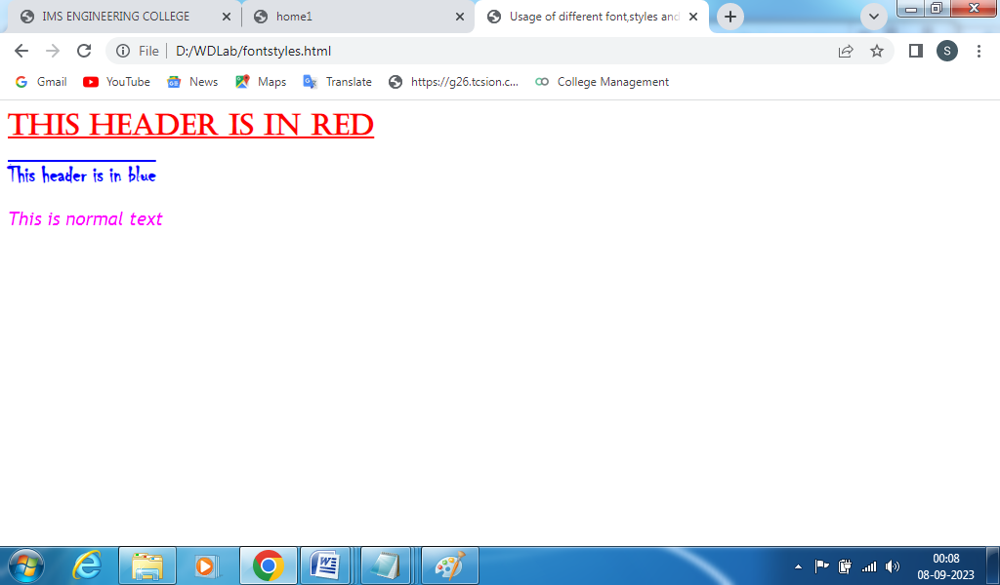 IMS ENGINEERING COLLEGE
home1
Usage of different font,styles and
File
D:/WDLab/fontstyles.html
S
Gmail
YouTube
News
Maps
Translate
https://g26.tcsion.c...
College Management
THIS HEADER IS IN RED
This header is in blue
This is normal text
00:08
08-09-2023